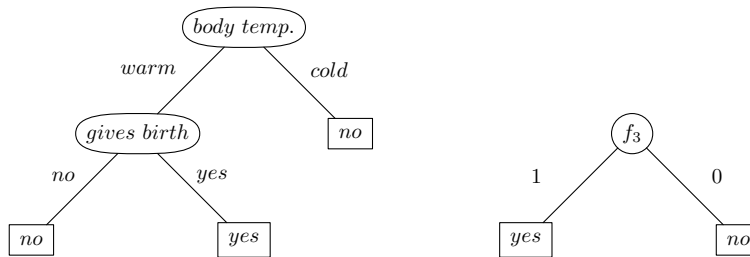 body temp.
warm
cold
gives birth
no
f3
no
yes
1
0
no
yes
yes
no